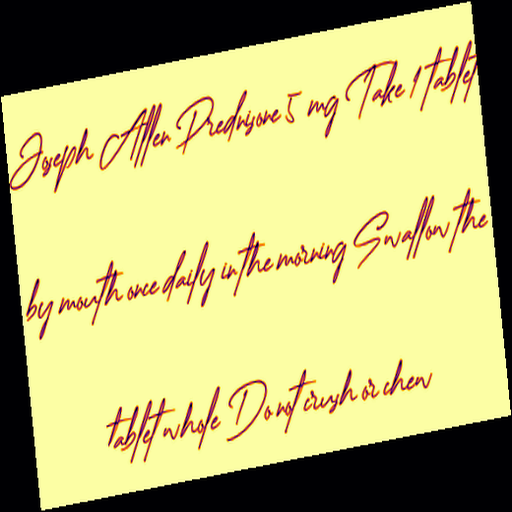 Joseph Allen Prednisone 5 mg Take 1 tablet
by mouth once daily in the morning Swallow the
tablet whole Do not crush or chew